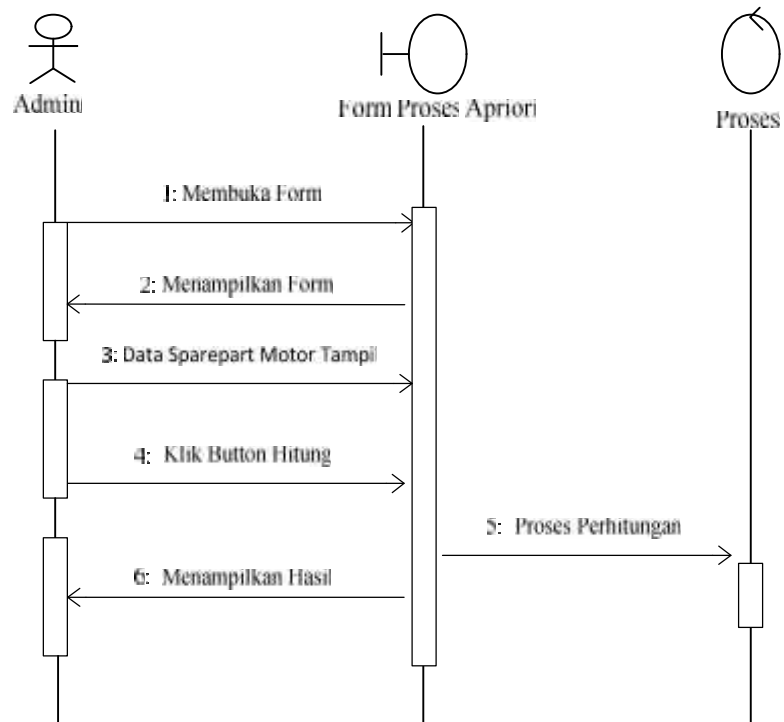 Admin
Form Proses Apriori
Proses
1: Membuka Form
2: Menampilkan Form
3: Data Sparepart Motor Tampil
4: Klik Button Hitung
5: Proses Perhitungan
6: Menampilkan Hasil